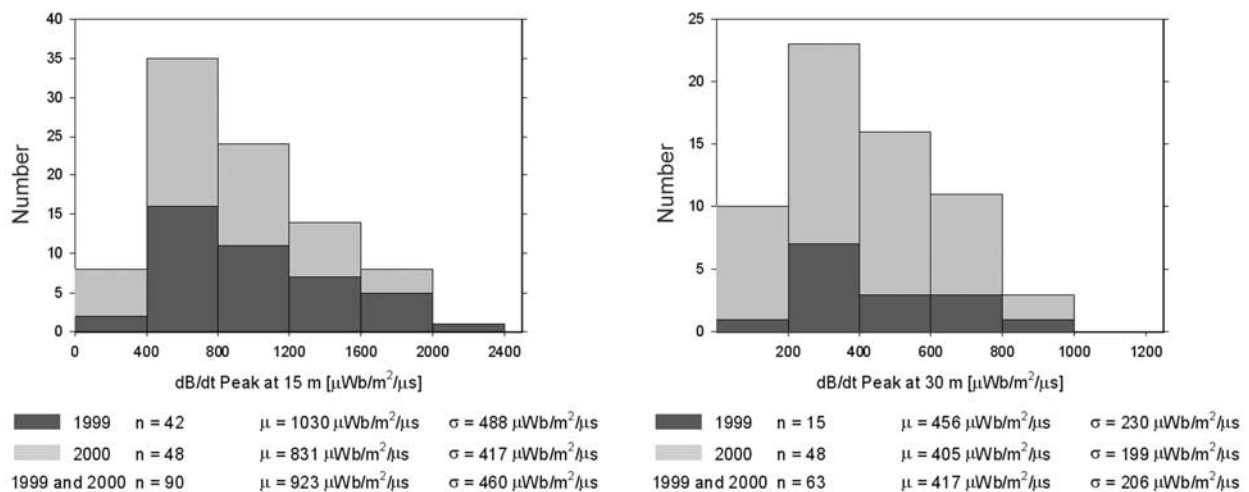 40
35
30
25
20
15
10
5
0
Number
0 400 800 1200 1600 2000 2400
dB/dt Peak at 15 m [μWb/m²/μs]
1999 n = 42 μ = 1030 μWb/m²/μs σ = 488 μWb/m²/μs
2000 n = 48 μ = 831 μWb/m²/μs σ = 417 μWb/m²/μs
1999 and 2000 n = 90 μ = 923 μWb/m²/μs σ = 460 μWb/m²/μs
25
20
15
10
5
0
Number
200 400 600 800 1000 1200
dB/dt Peak at 30 m [μWb/m²/μs]
1999 n = 15 μ = 456 μWb/m²/μs σ = 230 μWb/m²/μs
2000 n = 48 μ = 405 μWb/m²/μs σ = 199 μWb/m²/μs
1999 and 2000 n = 63 μ = 417 μWb/m²/μs σ = 206 μWb/m²/μs